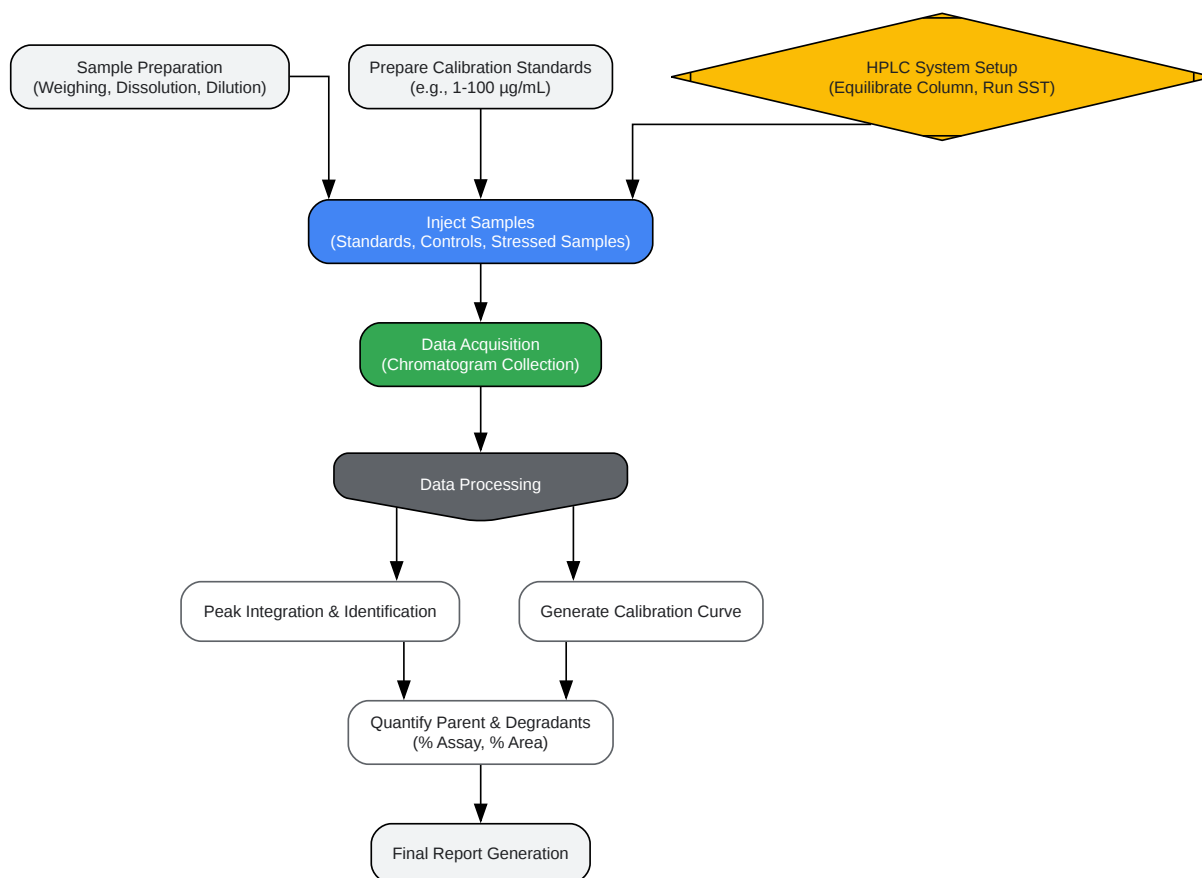 Sample Preparation
(Weighing, Dissolution, Dilution)
Prepare Calibration Standards
(e.g., 1-100 µg/mL)
HPLC System Setup
(Equilibrate Column, Run SST)
Inject Samples
(Standards, Controls, Stressed Samples)
Data Acquisition
(Chromatogram Collection)
Data Processing
Peak Integration & Identification
Generate Calibration Curve
Quantify Parent & Degradants
(% Assay, % Area)
Final Report Generation